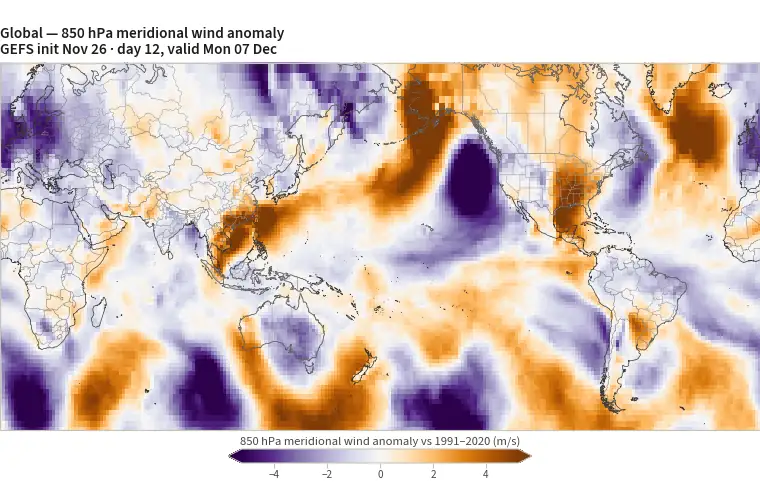 Global — 850 hPa meridional wind anomaly
GEFS init Nov 26 · day 12, valid Mon 07 Dec
850 hPa meridional wind anomaly vs 1991–2020 (m/s)
−4 −2 0 2 4